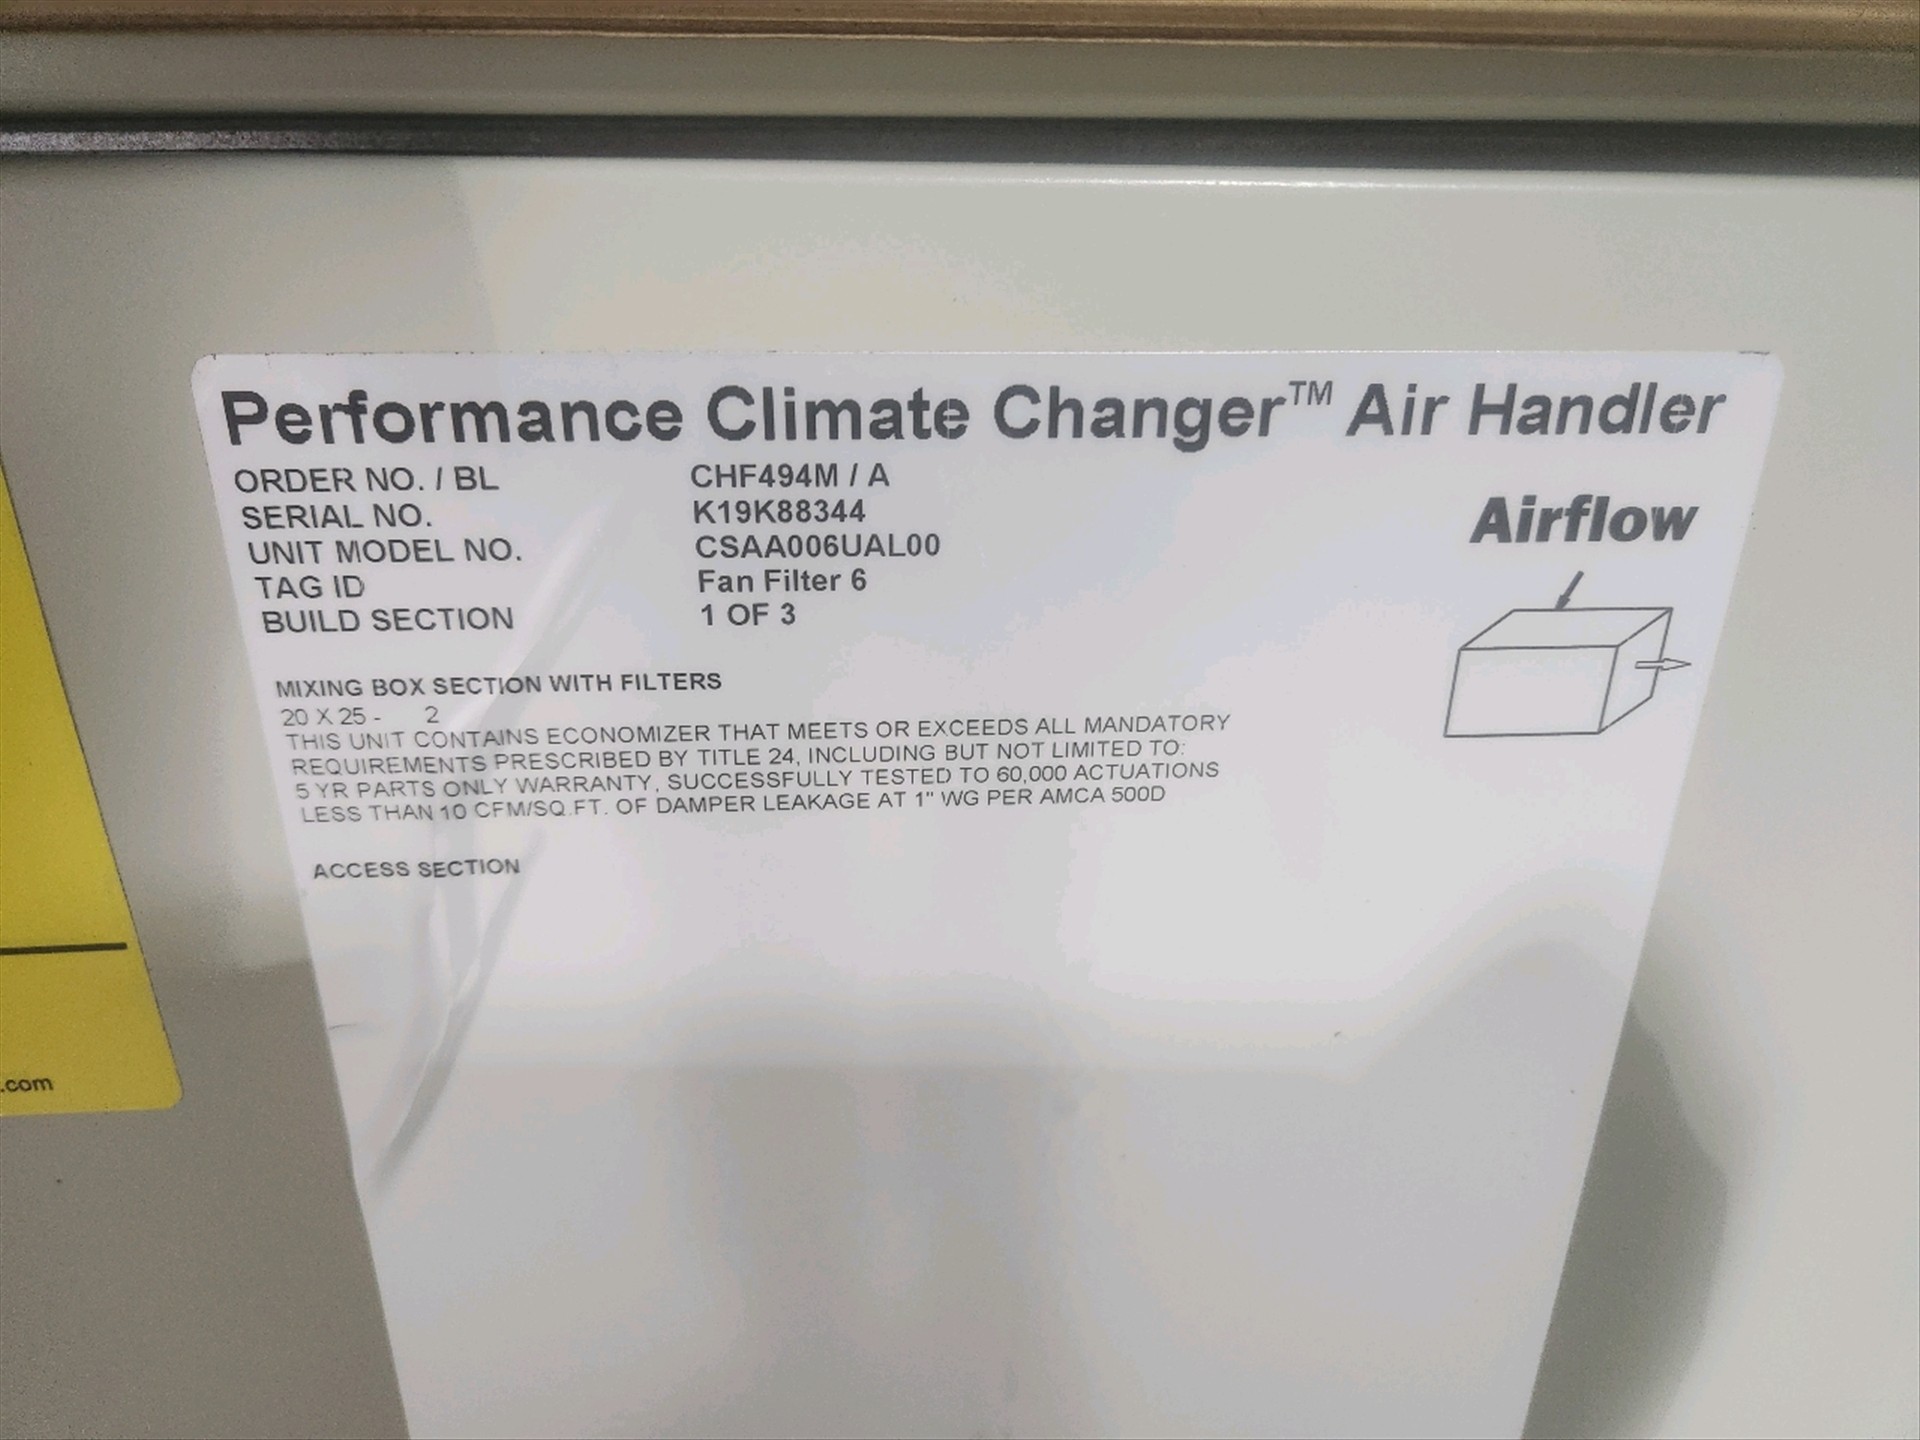 Performance Climate Changer™ Air Handler
ORDER NO. / BL CHF494M / A
SERIAL NO. K19K88344
UNIT MODEL NO. CSAA006UAL00
TAG ID Fan Filter 6
BUILD SECTION 1 OF 3
Airflow
MIXING BOX SECTION WITH FILTERS
20 X 25 - 2
THIS UNIT CONTAINS ECONOMIZER THAT MEETS OR EXCEEDS ALL MANDATORY
REQUIREMENTS PRESCRIBED BY TITLE 24, INCLUDING BUT NOT LIMITED TO:
5 YR PARTS ONLY WARRANTY, SUCCESSFULLY TESTED TO 60,000 ACTUATIONS
LESS THAN 10 CFM/SQ.FT. OF DAMPER LEAKAGE AT 1" WG PER AMCA 500D
ACCESS SECTION
.com